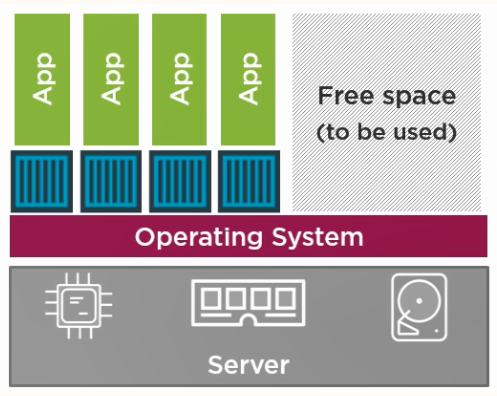 App
App
App
App
Free space
(to be used)
Operating System
Server